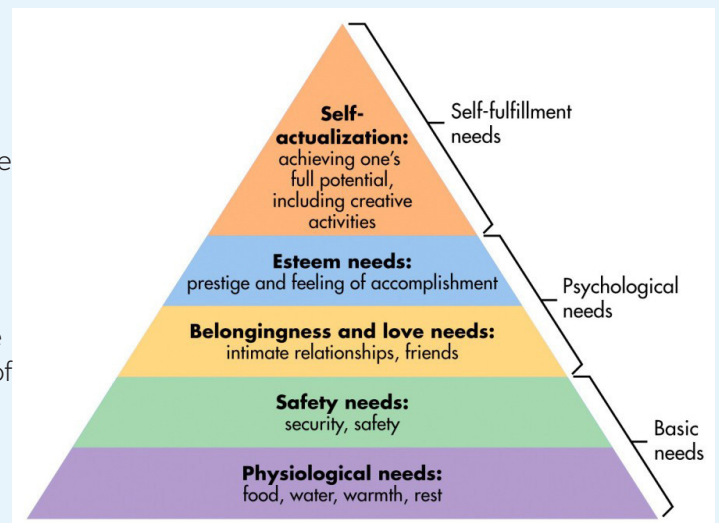 Self-
actualization:
achieving one's
full potential,
including creative
activities
Self-fulfillment
needs
Esteem needs:
prestige and feeling of accomplishment
Psychological
needs
Belongingness and love needs:
intimate relationships, friends
Safety needs:
security, safety
Basic
needs
Physiological needs:
food, water, warmth, rest
of